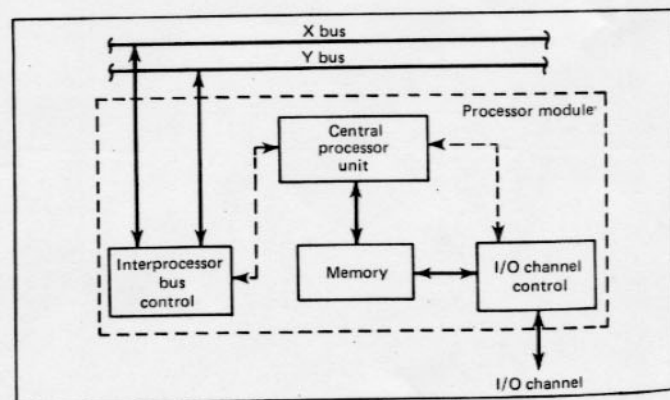 X bus
Y bus
Processor module
Central
processor
unit
Interprocessor
bus
control
Memory
I/O channel
control
I/O channel